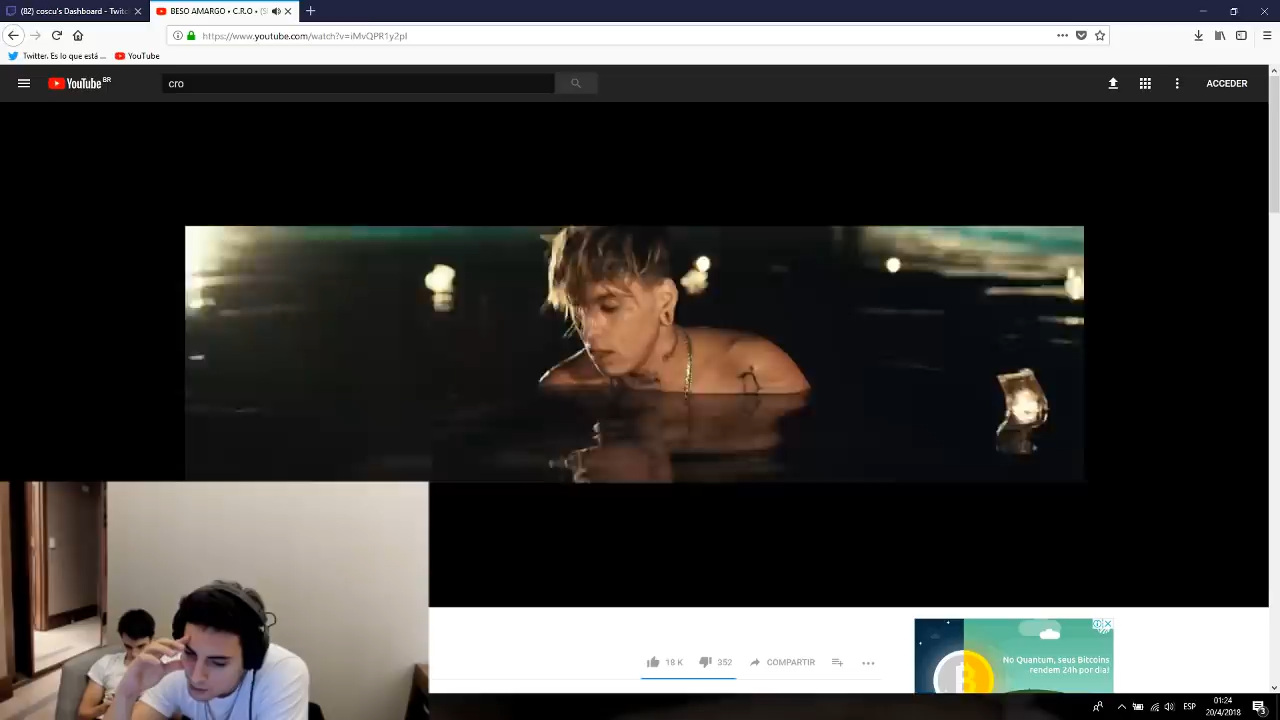 (82) coscu's Dashboard - Twitc
BESO AMARGO • C.R.O • (S
https://www.youtube.com/watch?v=iMvQPR1y2pI
Twitter. Es lo que está ...
YouTube
YouTube BR
cro
ACCEDER
18 K
352
COMPARTIR
No Quantum, seus Bitcoins
rendem 24h por dia!
ESP
01:24
20/4/2018
3